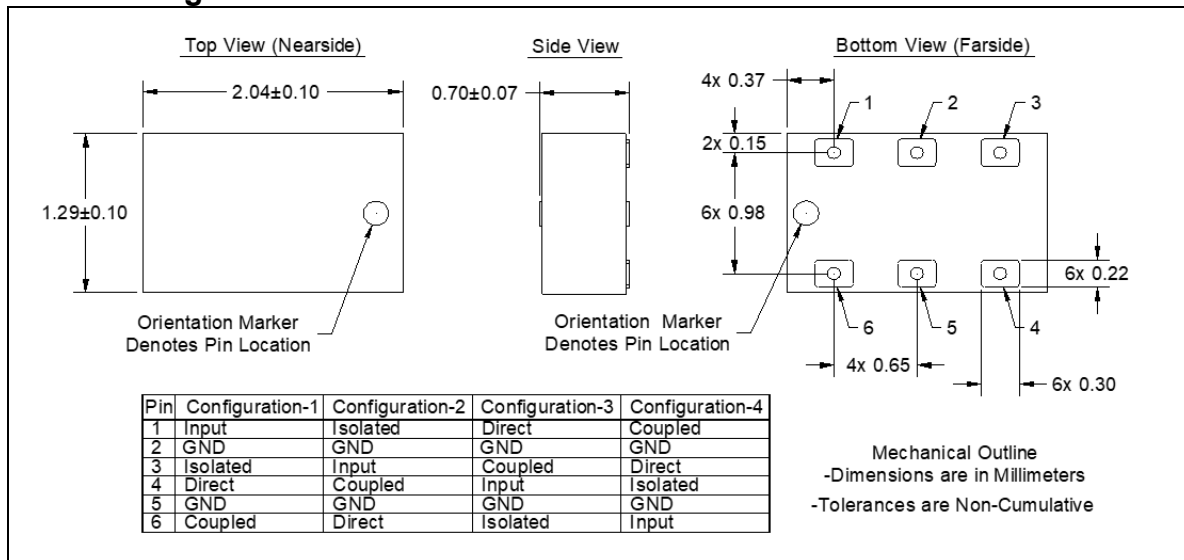 Top View (Nearside)
Side View
Bottom View (Farside)
2.04±0.10
0.70±0.07
4x 0.37
1
2
3
2x 0.15
1.29±0.10
6x 0.98
6x 0.22
Orientation Marker
Denotes Pin Location
Orientation Marker
Denotes Pin Location
6
5
4
4x 0.65
6x 0.30
Pin Configuration-1 Configuration-2 Configuration-3 Configuration-4
1 Input Isolated Direct Coupled
2 GND GND GND GND
3 Isolated Input Coupled Direct
4 Direct Coupled Input Isolated
5 GND GND GND GND
6 Coupled Direct Isolated Input
Mechanical Outline
-Dimensions are in Millimeters
-Tolerances are Non-Cumulative